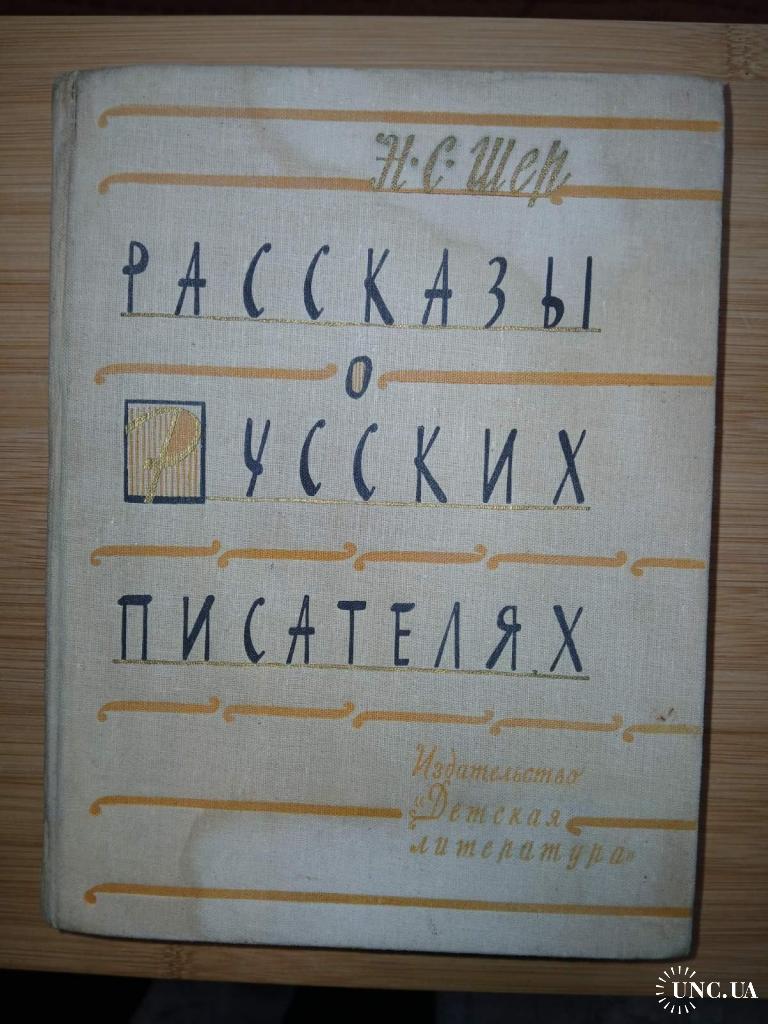 Н·С·Шер
РАССКАЗЫ
О
РУССКИХ
ПИСАТЕЛЯХ
Издательство
«Детская
литература»
UNC.UA